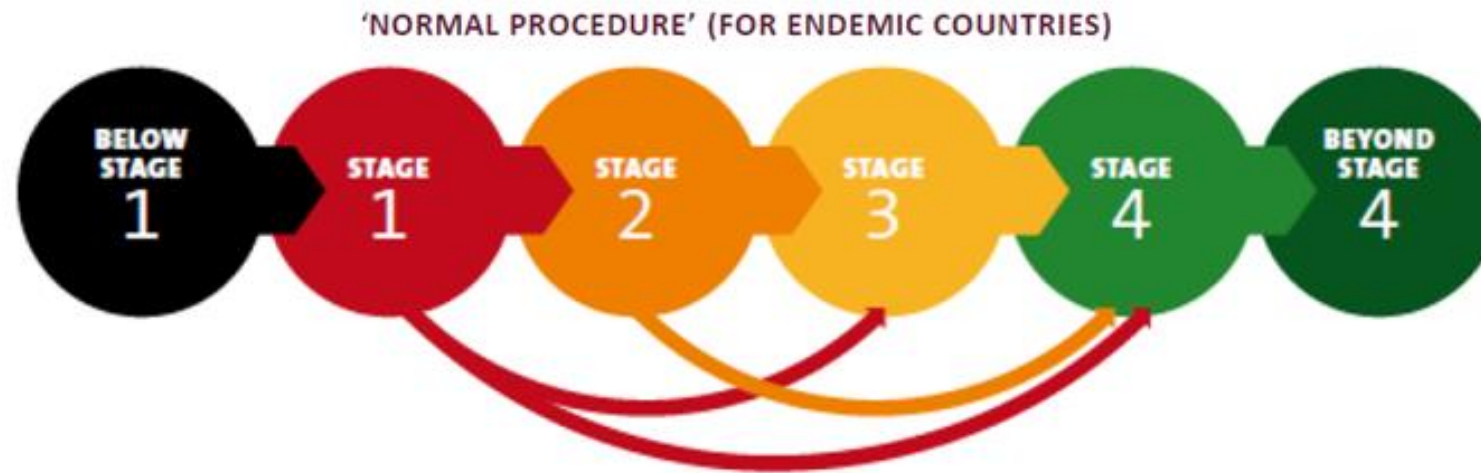 ‘NORMAL PROCEDURE’ (FOR ENDEMIC COUNTRIES)
BELOW
STAGE
1
STAGE
1
STAGE
2
STAGE
3
STAGE
4
BEYOND
STAGE
4